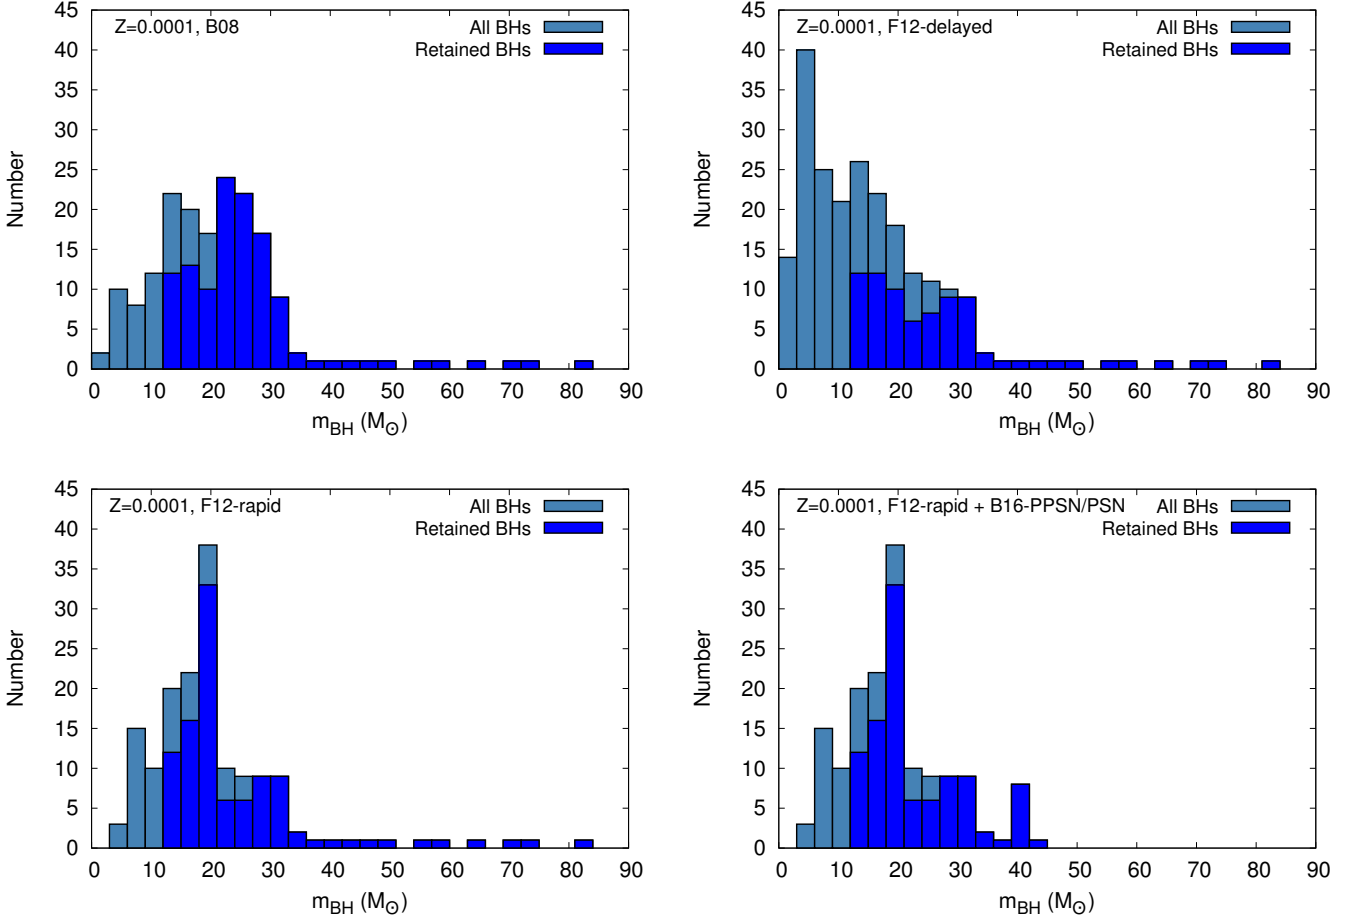 Z=0.0001, B08
All BHs
Retained BHs
45
40
35
30
25
20
15
10
5
0
Number
0 10 20 30 40 50 60 70 80 90
m_BH (M_⊙)
Z=0.0001, F12-delayed
All BHs
Retained BHs
45
40
35
30
25
20
15
10
5
0
Number
0 10 20 30 40 50 60 70 80 90
m_BH (M_⊙)
Z=0.0001, F12-rapid
All BHs
Retained BHs
45
40
35
30
25
20
15
10
5
0
Number
0 10 20 30 40 50 60 70 80 90
m_BH (M_⊙)
Z=0.0001, F12-rapid + B16-PPSN/PSN
All BHs
Retained BHs
45
40
35
30
25
20
15
10
5
0
Number
0 10 20 30 40 50 60 70 80 90
m_BH (M_⊙)